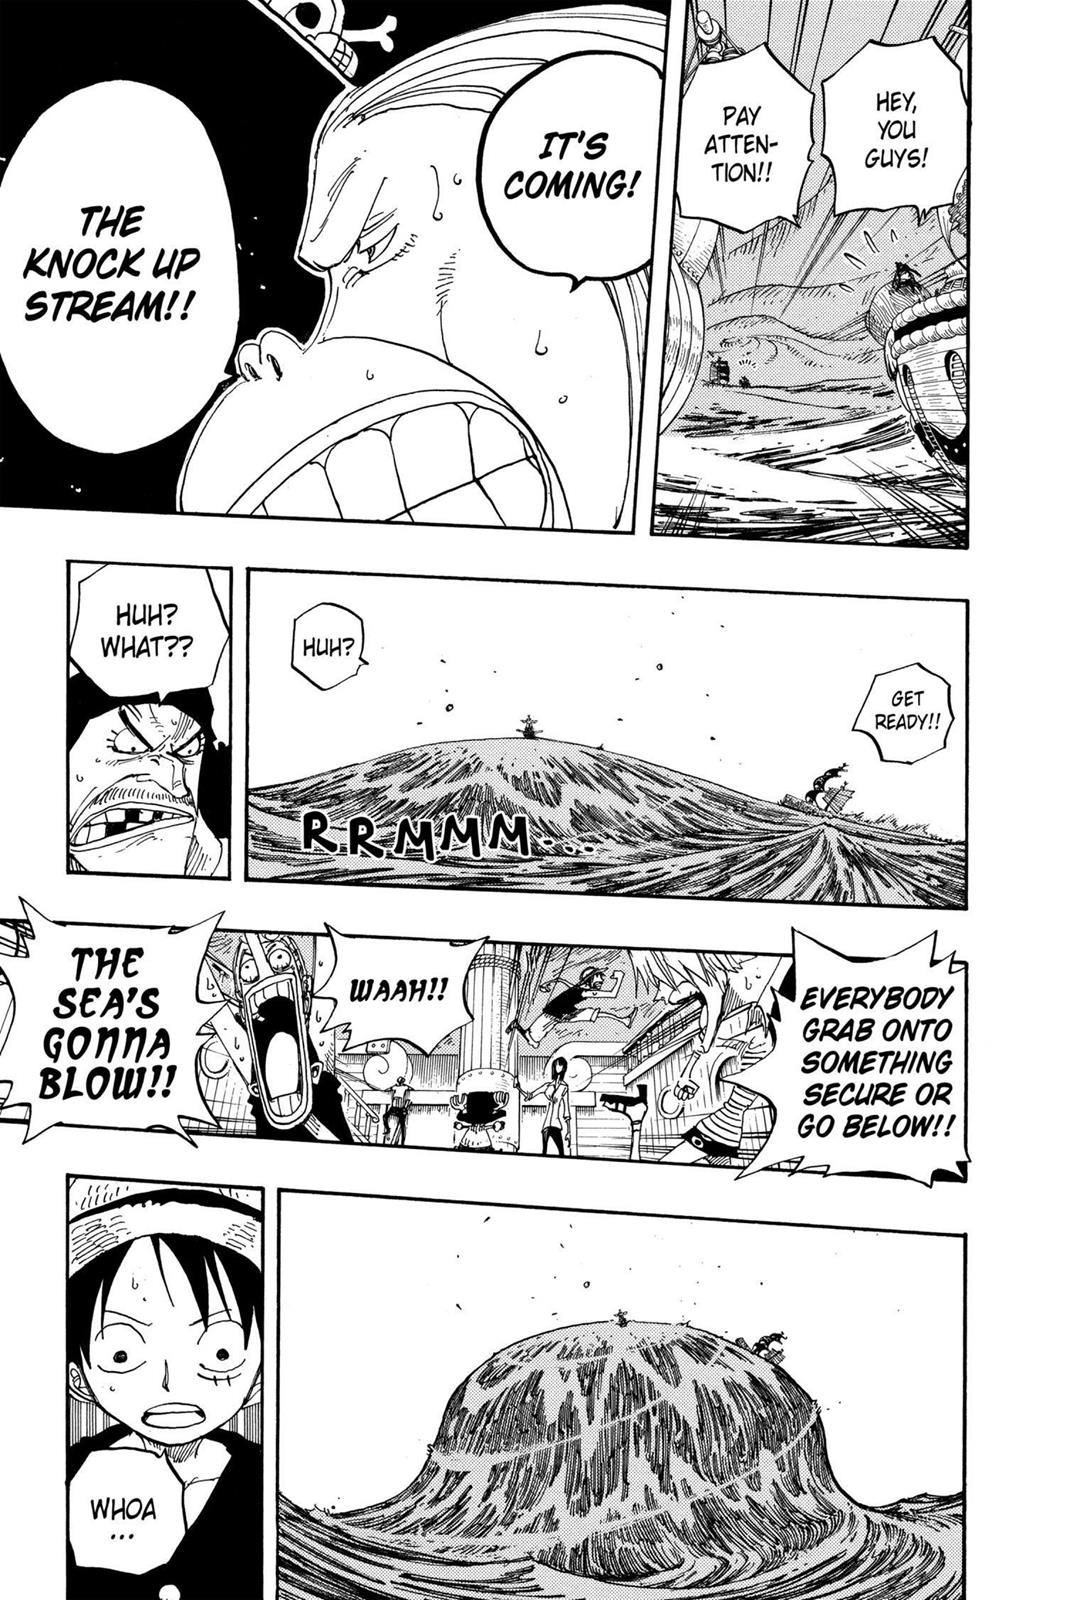 HEY,
YOU
GUYS!
PAY
ATTEN-
TION!!
IT'S
COMING!
THE
KNOCK UP
STREAM!!
GET
READY!!
HUH?
RRMMM...
HUH?
WHAT??
EVERYBODY
GRAB ONTO
SOMETHING
SECURE OR
GO BELOW!!
WAAH!!
THE
SEA'S
GONNA
BLOW!!
WHOA
...